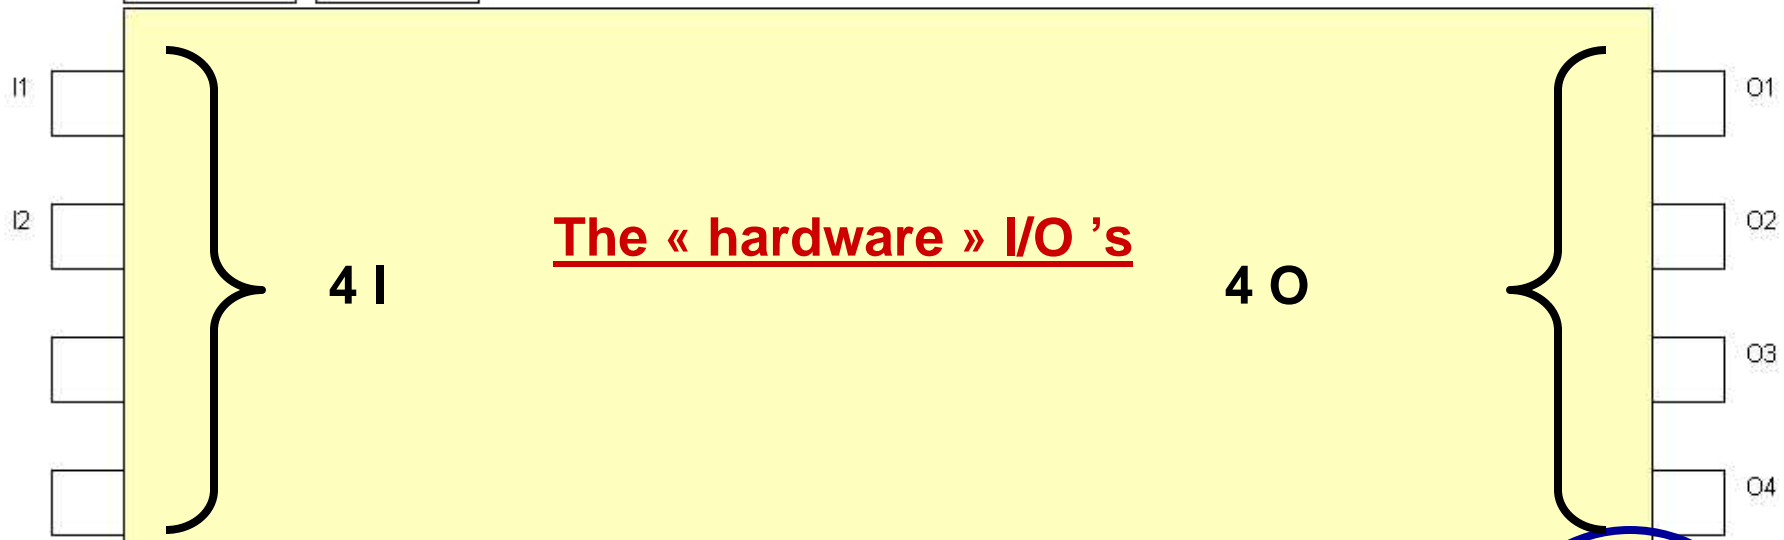 I1
O1
I2
The « hardware » I/O ’s
O2
4 I
4 O
O3
O4